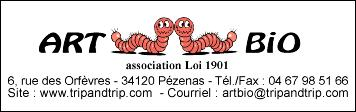 ART BiO
association Loi 1901
6, rue des Orfèvres - 34120 Pézenas - Tél./Fax : 04 67 98 51 66
Site : www.tripandtrip.com - Courriel : artbio@tripandtrip.com